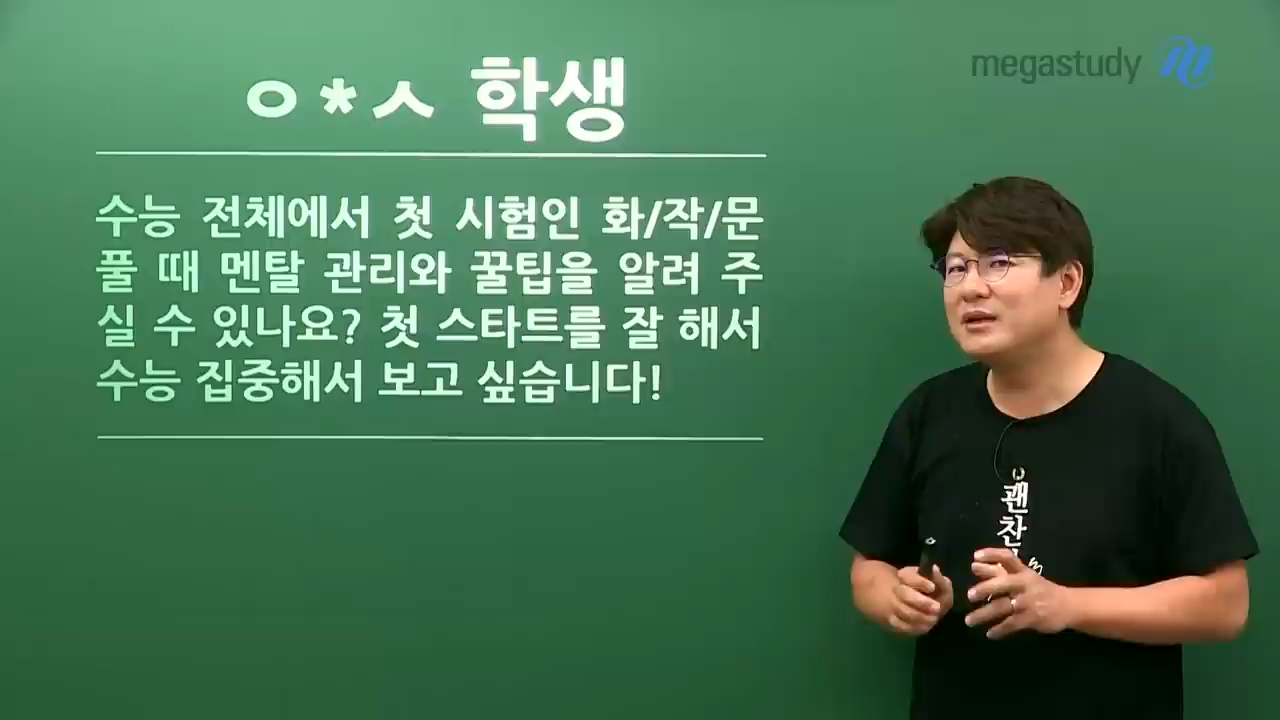 megastudy
ㅇ*ㅅ 학생
수능 전체에서 첫 시험인 화/작/문
풀 때 멘탈 관리와 꿀팁을 알려 주
실 수 있나요? 첫 스타트를 잘 해서
수능 집중해서 보고 싶습니다!
괜찬